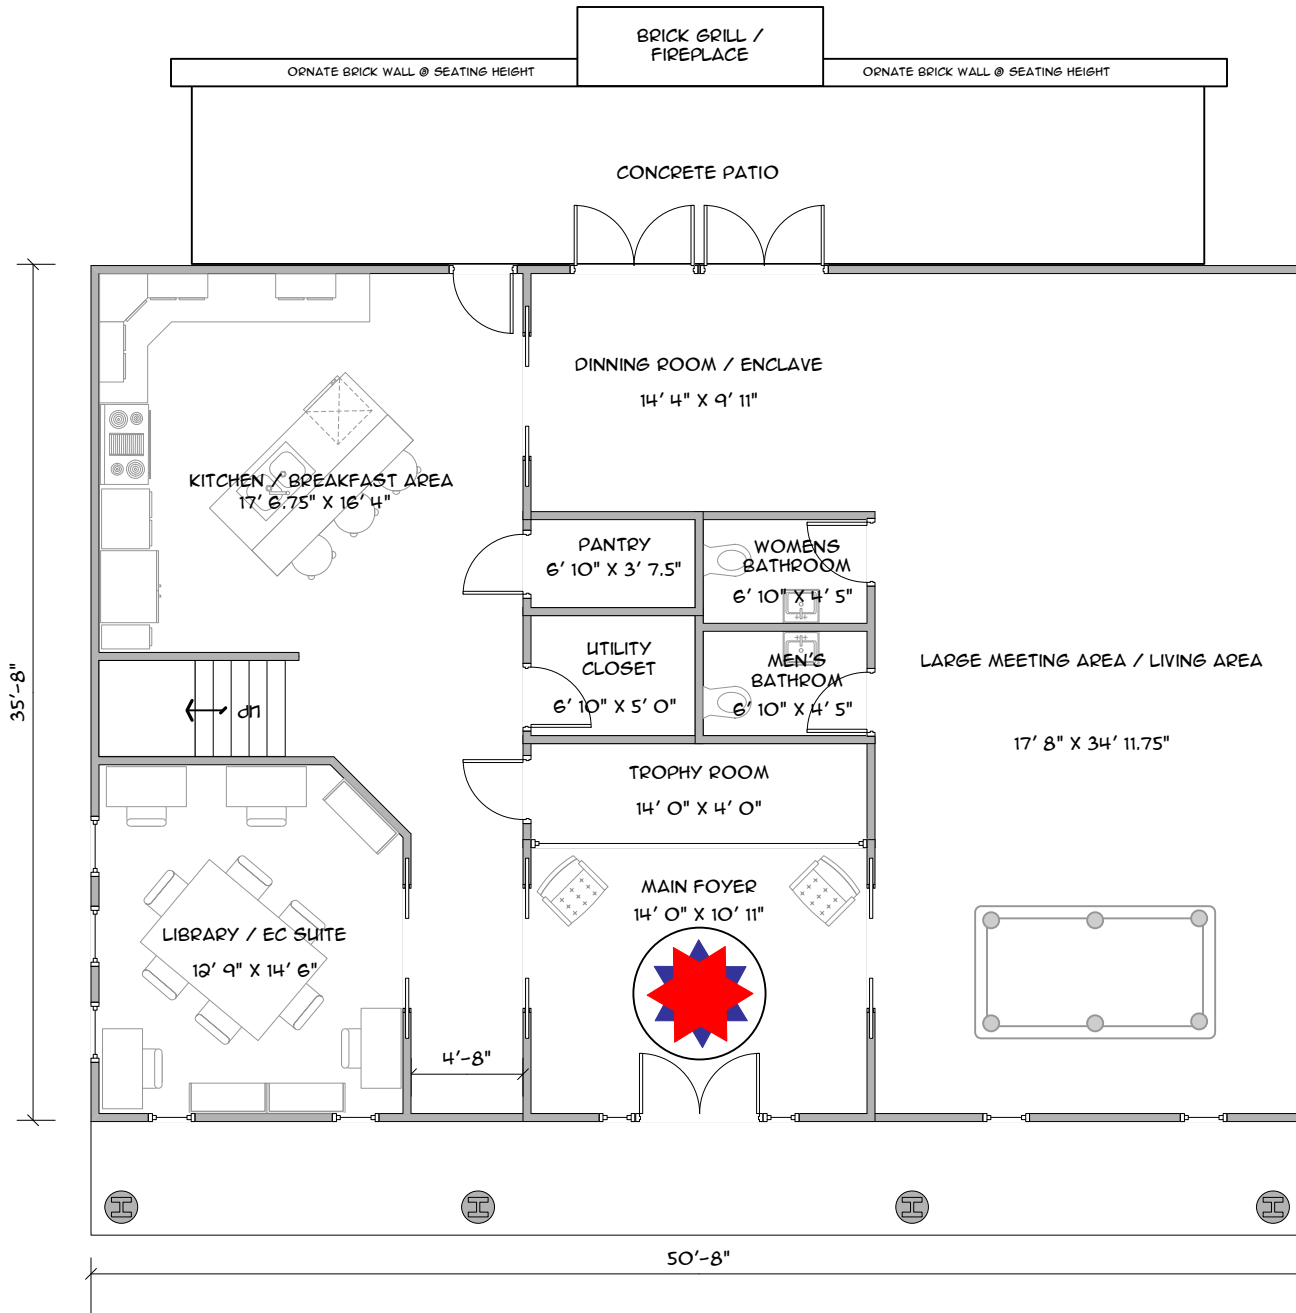 BRICK GRILL /
FIREPLACE
ORNATE BRICK WALL @ SEATING HEIGHT
ORNATE BRICK WALL @ SEATING HEIGHT
CONCRETE PATIO
DINNING ROOM / ENCLAVE
14' 4" X 9' 11"
KITCHEN / BREAKFAST AREA
17' 6.75" X 16' 4"
PANTRY
6' 10" X 3' 7.5"
WOMENS
BATHROOM
6' 10" X 4' 5"
UTILITY
CLOSET
6' 10" X 5' 0"
MEN'S
BATHROM
6' 10" X 4' 5"
LARGE MEETING AREA / LIVING AREA
17' 8" X 34' 11.75"
35'-8"
UP
TROPHY ROOM
14' 0" X 4' 0"
MAIN FOYER
14' 0" X 10' 11"
LIBRARY / EC SUITE
12' 9" X 14' 6"
4'-8"
50'-8"